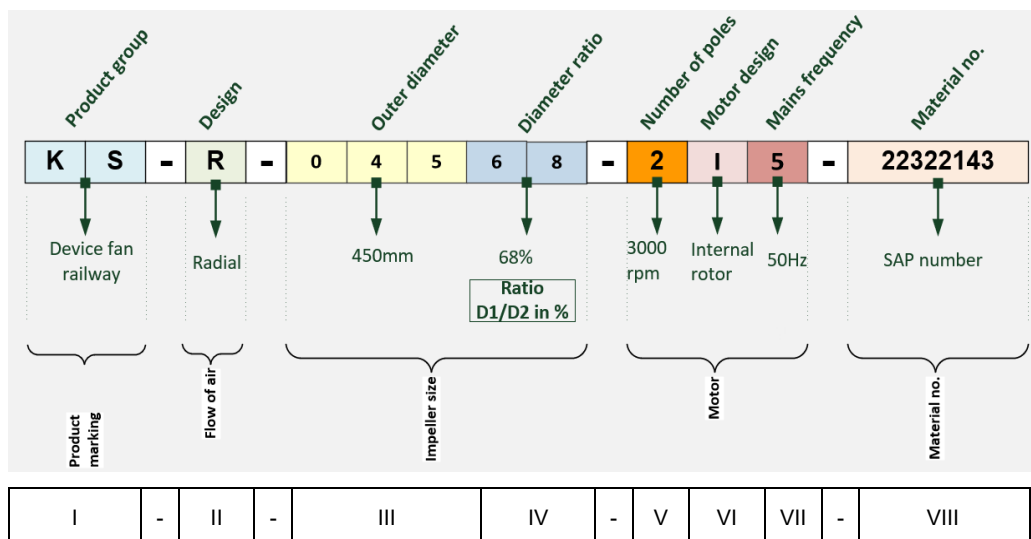 Product group
Design
Outer diameter
Diameter ratio
Number of poles
Motor design
Mains frequency
Material no.
K S - R - 0 4 5 6 8 - 2 I 5 - 22322143
Device fan
railway
Radial
450mm
68%
Ratio
D1/D2 in %
3000
rpm
Internal
rotor
50Hz
SAP number
Product
marking
Flow of air
Impeller size
Motor
Material no.
I - II - III IV - V VI VII - VIII